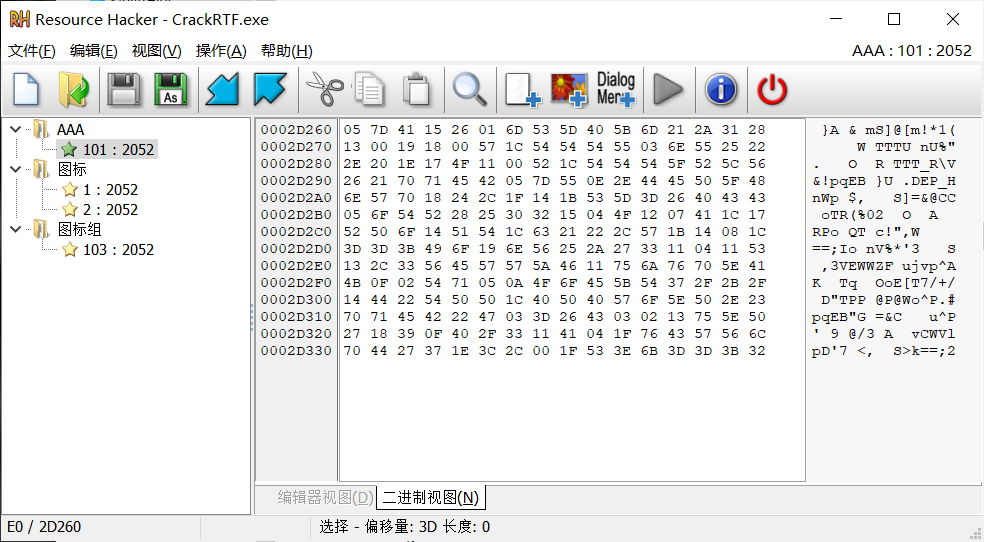 Resource Hacker - CrackRTF.exe
文件(F) 编辑(E) 视图(V) 操作(A) 帮助(H) AAA : 101 : 2052
As
Dialog
Men
AAA
101 : 2052
图标
1 : 2052
2 : 2052
图标组
103 : 2052
0002D260 05 7D 41 15 26 01 6D 53 5D 40 5B 6D 21 2A 31 28 }A & mS]@[m!*1(
0002D270 13 00 19 18 00 57 1C 54 54 54 55 03 6E 55 25 22 W TTTU nU%"
0002D280 2E 20 1E 17 4F 11 00 52 1C 54 54 54 5F 52 5C 56 . O R TTT_R\V
0002D290 26 21 70 71 45 42 05 7D 55 0E 2E 44 45 50 5F 48 &!pqEB }U .DEP_H
0002D2A0 6E 57 70 18 24 2C 1F 14 1B 53 5D 3D 26 40 43 43 nWp $, S]=&@CC
0002D2B0 05 6F 54 52 28 25 30 32 15 04 4F 12 07 41 1C 17 oTR(%02 O A
0002D2C0 52 50 6F 14 51 54 1C 63 21 22 2C 57 1B 14 08 1C RPo QT c!",W
0002D2D0 3D 3D 3B 49 6F 19 6E 56 25 2A 27 33 11 04 11 53 ==;Io nV%*'3 S
0002D2E0 13 2C 33 56 45 57 57 5A 46 11 75 6A 76 70 5E 41 ,3VEWWZF ujvp^A
0002D2F0 4B 0F 02 54 71 05 0A 4F 6F 45 5B 54 37 2F 2B 2F K Tq OoE[T7/+/
0002D300 14 44 22 54 50 50 1C 40 50 40 57 6F 5E 50 2E 23 D"TPP @P@Wo^P.#
0002D310 70 71 45 42 22 47 03 3D 26 43 03 02 13 75 5E 50 pqEB"G =&C u^P
0002D320 27 18 39 0F 40 2F 33 11 41 04 1F 76 43 57 56 6C ' 9 @/3 A vCWVl
0002D330 70 44 27 37 1E 3C 2C 00 1F 53 3E 6B 3D 3D 3B 32 pD'7 <, S>k==;2
编辑器视图(D) 二进制视图(N)
E0 / 2D260 选择 - 偏移量: 3D 长度: 0